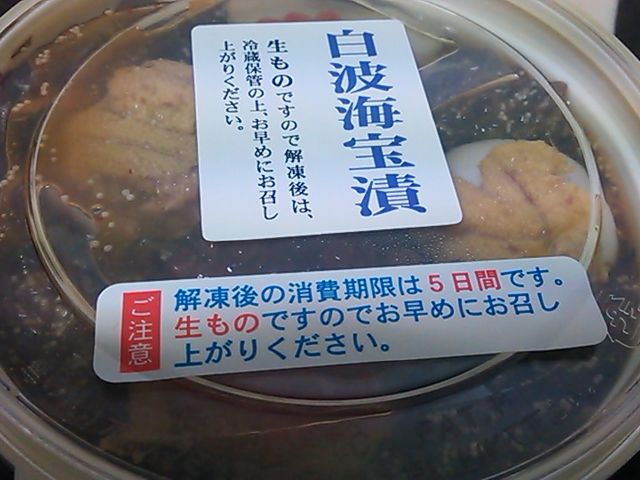 白波海宝漬
生ものですので解凍後は、
冷蔵保管の上、お早めにお召し
上がりください。
ご注意
解凍後の消費期限は5日間です。
生ものですのでお早めにお召し
上がりください。